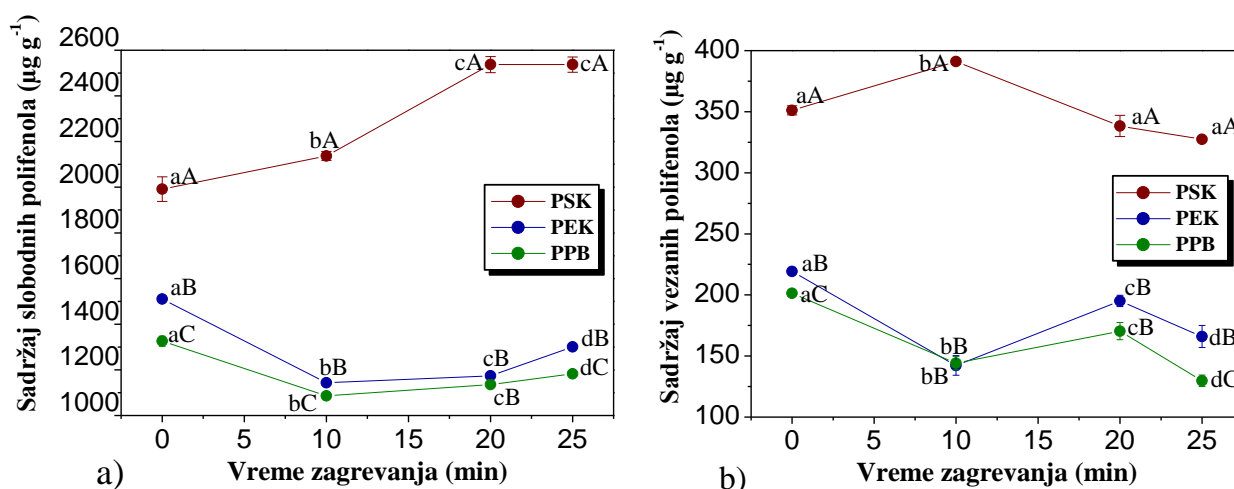 Sadržaj slobodnih polifenola (µg g⁻¹)
2600
2400
2200
2000
1800
1600
1400
1200
1000
aA
bA
cA
cA
PSK
PEK
PPB
aB
aC
bB
bC
cB
cB
dB
dC
0 5 10 15 20 25
Vreme zagrevanja (min)
a)
Sadržaj vezanih polifenola (µg g⁻¹)
400
350
300
250
200
150
100
aA
bA
aA
aA
PSK
PEK
PPB
aB
aC
bB
bB
cB
cB
dB
dC
0 5 10 15 20 25
Vreme zagrevanja (min)
b)